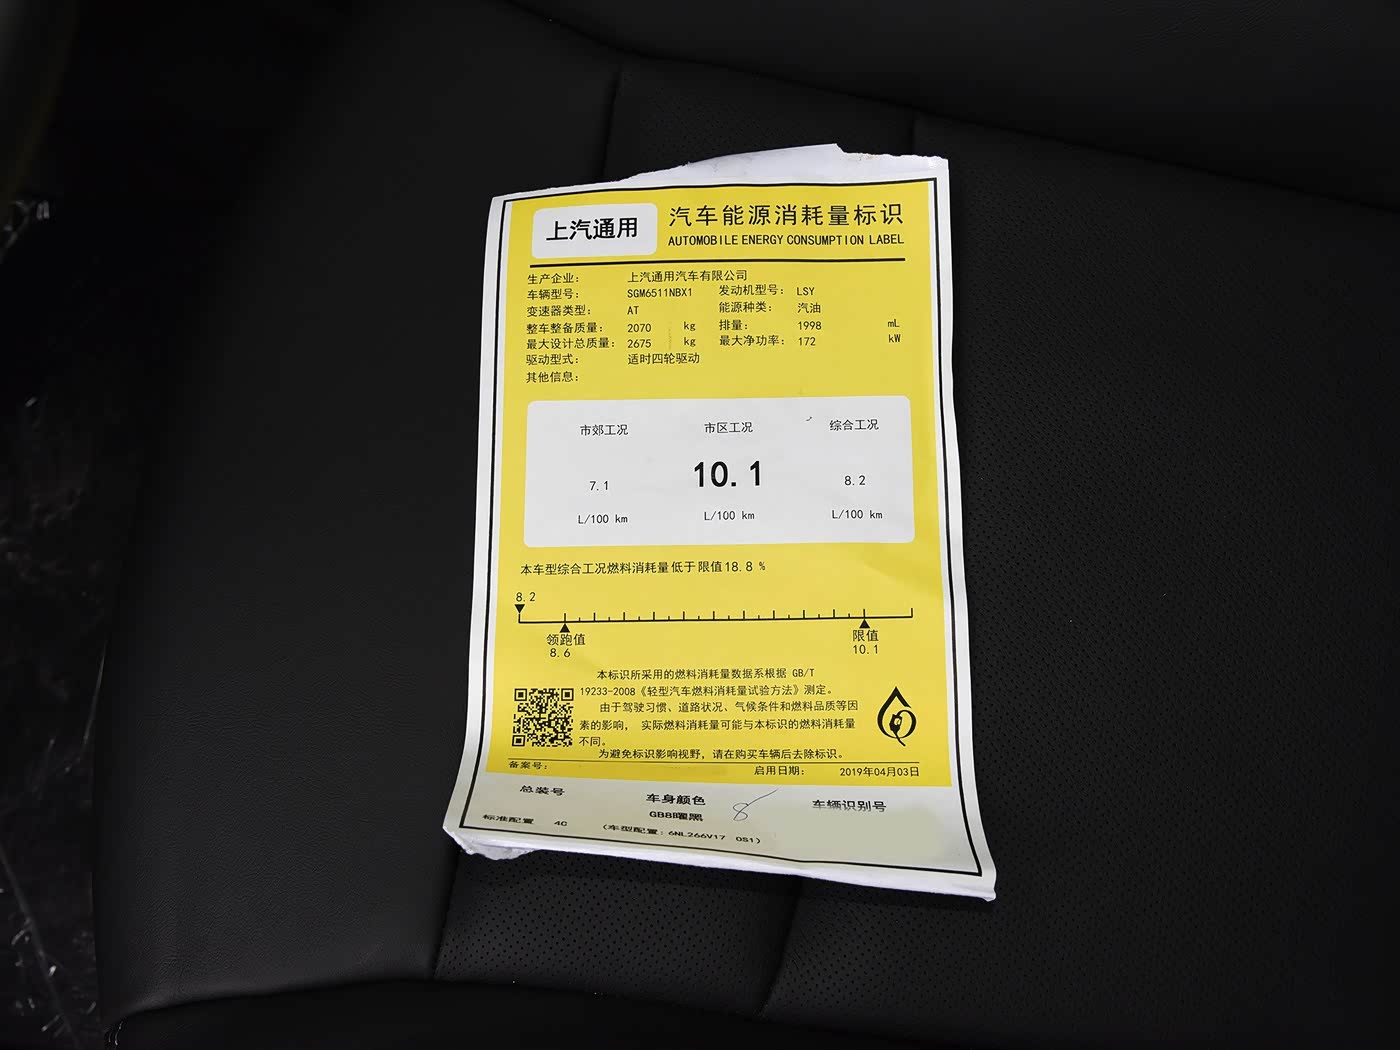 上汽通用
汽车能源消耗量标识
AUTOMOBILE ENERGY CONSUMPTION LABEL
生产企业： 上汽通用汽车有限公司
车辆型号： SGM6511NBX1 发动机型号： LSY
变速器类型： AT 能源种类： 汽油
整车整备质量： 2070 kg 排量： 1998 mL
最大设计总质量： 2675 kg 最大净功率： 172 kW
驱动型式： 适时四轮驱动
其他信息：
市郊工况 市区工况 综合工况
7.1 10.1 8.2
L/100 km L/100 km L/100 km
本车型综合工况燃料消耗量低于限值18.8 %
8.2
领跑值 限值
8.6 10.1
本标识所采用的燃料消耗量数据系根据 GB/T
19233-2008《轻型汽车燃料消耗量试验方法》测定。
由于驾驶习惯、道路状况、气候条件和燃料品质等因
素的影响， 实际燃料消耗量可能与本标识的燃料消耗量
不同。
为避免标识影响视野，请在购买车辆后去除标识。
备案号： 启用日期： 2019年04月03日
总装号 车身颜色 8 车辆识别号
GB8曜黑
标准配置 4C (车型配置：6NL266V17 0S1)